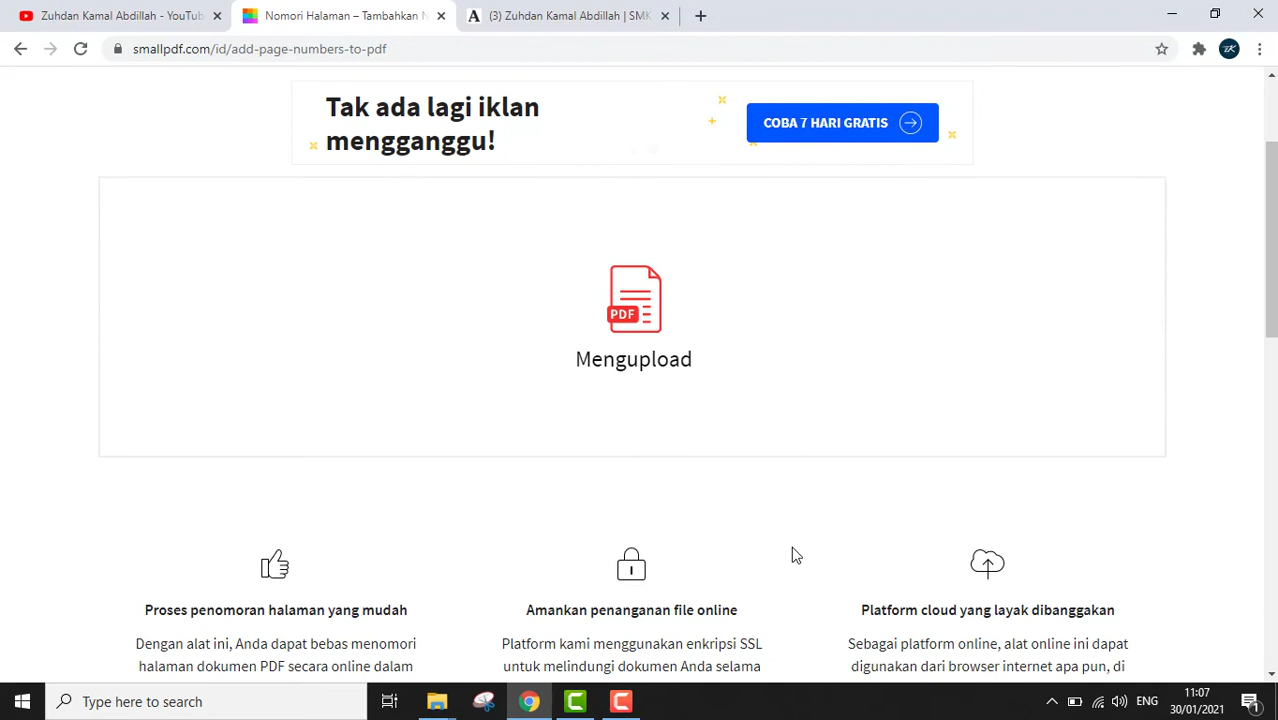 Zuhdan Kamal Abdillah - YouTub
Nomori Halaman – Tambahkan N
(3) Zuhdan Kamal Abdillah | SMK
smallpdf.com/id/add-page-numbers-to-pdf
Tak ada lagi iklan
mengganggu!
COBA 7 HARI GRATIS
PDF
Mengupload
Proses penomoran halaman yang mudah
Dengan alat ini, Anda dapat bebas menomori
halaman dokumen PDF secara online dalam
Amankan penanganan file online
Platform kami menggunakan enkripsi SSL
untuk melindungi dokumen Anda selama
Platform cloud yang layak dibanggakan
Sebagai platform online, alat online ini dapat
digunakan dari browser internet apa pun, di
Type here to search
ENG
11:07
30/01/2021